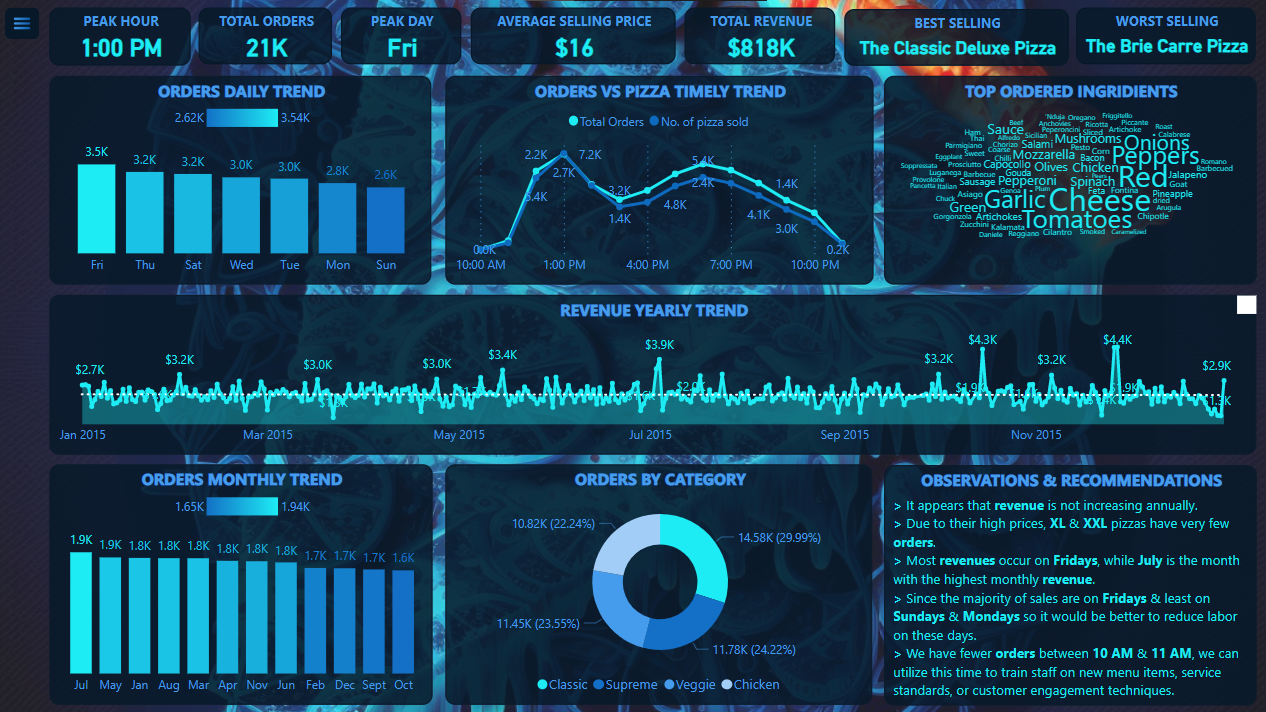 PEAK HOUR
1:00 PM
TOTAL ORDERS
21K
PEAK DAY
Fri
AVERAGE SELLING PRICE
$16
TOTAL REVENUE
$818K
BEST SELLING
The Classic Deluxe Pizza
WORST SELLING
The Brie Carre Pizza
ORDERS DAILY TREND
2.62K 3.54K
3.5K 3.2K 3.2K 3.0K 3.0K 2.8K 2.6K
Fri Thu Sat Wed Tue Mon Sun
ORDERS VS PIZZA TIMELY TREND
Total Orders No. of pizza sold
2.2K 7.2K 5.4K 1.4K
2.7K 2.4K
3.2K 4.8K
1.4K 4.1K
3.0K
0.0K 0.2K
10:00 AM 1:00 PM 4:00 PM 7:00 PM 10:00 PM
TOP ORDERED INGRIDIENTS
'Nduja Oregano Friggitello
Beef Anchovies Ricotta Piccante
Ham Sauce Peperoncini Sliced Artichoke Roast
Thai Alfredo Sicilian Mushrooms Onions Calabrese
Parmigiano Chorizo Salami Pesto
Eggplant Sweet Coarse Mozzarella Corn Peppers
Chilli Bacon Romano
Soppressata Prosciutto Capocollo Olives Chicken Barbecued
Luganega Barbecue Gouda Red Jalapeno
Provolone Sausage Pepperoni Spinach Goat
Pancetta Italian Genoa Plum Feta Fontina
Chuck Asiago Garlic Cheese Pineapple
dried
Green Arugula
Gorgonzola Artichokes Tomatoes Chipotle
Zucchini Kalamata
Daniele Reggiano Cilantro Smoked Caramelized
REVENUE YEARLY TREND
$2.7K $3.2K $3.0K $3.0K $3.4K $3.9K $2.0K $3.2K $4.3K $3.2K $4.4K $2.9K
$1.9K $1.9K
Jan 2015 Mar 2015 May 2015 Jul 2015 Sep 2015 Nov 2015
ORDERS MONTHLY TREND
1.65K 1.94K
1.9K 1.9K 1.8K 1.8K 1.8K 1.8K 1.8K 1.8K 1.7K 1.7K 1.7K 1.6K
Jul May Jan Aug Mar Apr Nov Jun Feb Dec Sept Oct
ORDERS BY CATEGORY
10.82K (22.24%)
14.58K (29.99%)
11.45K (23.55%)
11.78K (24.22%)
Classic Supreme Veggie Chicken
OBSERVATIONS & RECOMMENDATIONS
> It appears that revenue is not increasing annually.
> Due to their high prices, XL & XXL pizzas have very few
orders.
> Most revenues occur on Fridays, while July is the month
with the highest monthly revenue.
> Since the majority of sales are on Fridays & least on
Sundays & Mondays so it would be better to reduce labor
on these days.
> We have fewer orders between 10 AM & 11 AM, we can
utilize this time to train staff on new menu items, service
standards, or customer engagement techniques.